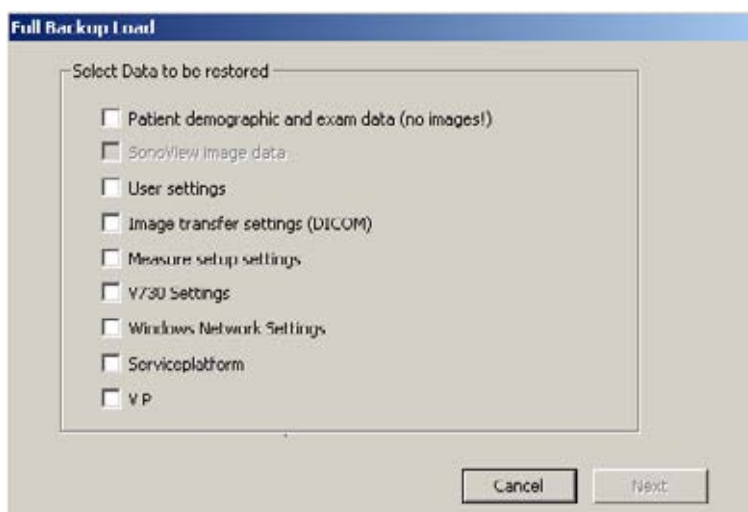 Full Backup Load
Select Data to be restored
Patient demographic and exam data (no images!)
SonoView image data
User settings
Image transfer settings (DICOM)
Measure setup settings
V730 Settings
Windows Network Settings
Serviceplatform
VP
Cancel
Next